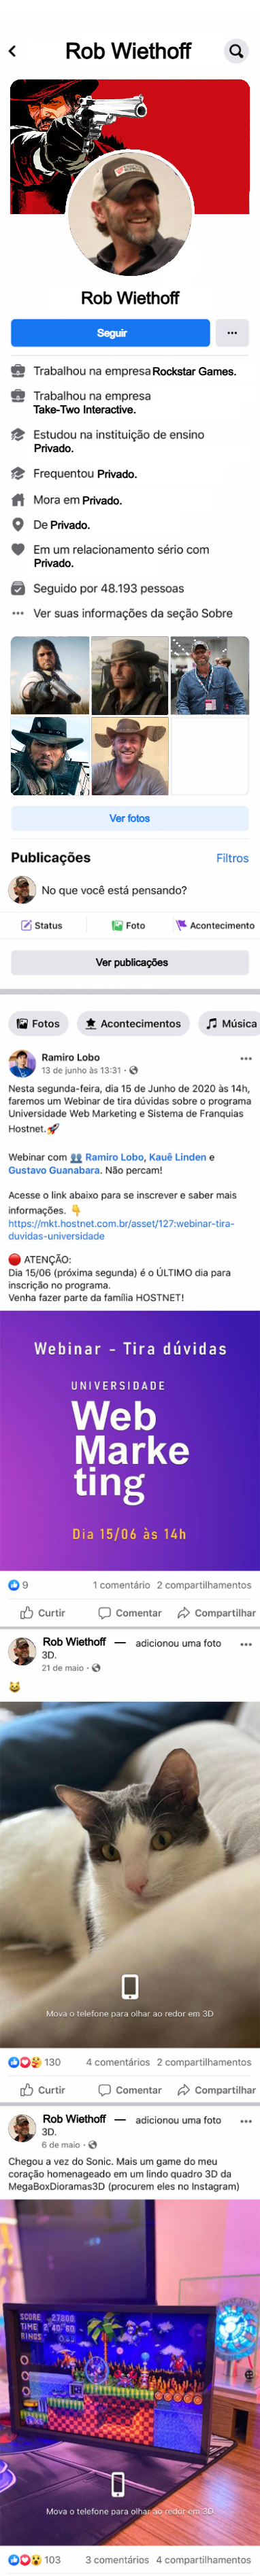 Rob Wiethoff
Rob Wiethoff
Seguir
Trabalhou na empresa Rockstar Games.
Trabalhou na empresa
Take-Two Interactive.
Estudou na instituição de ensino
Privado.
Frequentou Privado.
Mora em Privado.
De Privado.
Em um relacionamento sério com
Privado.
Seguido por 48.193 pessoas
Ver suas informações da seção Sobre
Ver fotos
Publicações
Filtros
No que você está pensando?
Status
Foto
Acontecimento
Ver publicações
Fotos
Acontecimentos
Música
Ramiro Lobo
13 de junho às 13:31 ·
Nesta segunda-feira, dia 15 de Junho de 2020 às 14h,
faremos um Webinar de tira dúvidas sobre o programa
Universidade Web Marketing e Sistema de Franquias
Hostnet.🚀
Webinar com 👥 Ramiro Lobo, Kauê Linden e
Gustavo Guanabara. Não percam!
Acesse o link abaixo para se inscrever e saber mais
informações. 👇
https://mkt.hostnet.com.br/asset/127:webinar-tira-
duvidas-universidade
🔴 ATENÇÃO:
Dia 15/06 (próxima segunda) é o ÚLTIMO dia para
inscrição no programa.
Venha fazer parte da família HOSTNET!
Webinar - Tira dúvidas
UNIVERSIDADE
Web
Marke
ting
Dia 15/06 às 14h
9
1 comentário 2 compartilhamentos
Curtir
Comentar
Compartilhar
Rob Wiethoff — adicionou uma foto
3D.
21 de maio ·
😺
Mova o telefone para olhar ao redor em 3D
130
4 comentários 2 compartilhamentos
Curtir
Comentar
Compartilhar
Rob Wiethoff — adicionou uma foto
3D.
6 de maio ·
Chegou a vez do Sonic. Mais um game do meu
coração homenageado em um lindo quadro 3D da
MegaBoxDioramas3D (procurem eles no Instagram)
SCORE 27200
TIME
RINGS
Mova o telefone para olhar ao redor em 3D
103
3 comentários 4 compartilhamentos